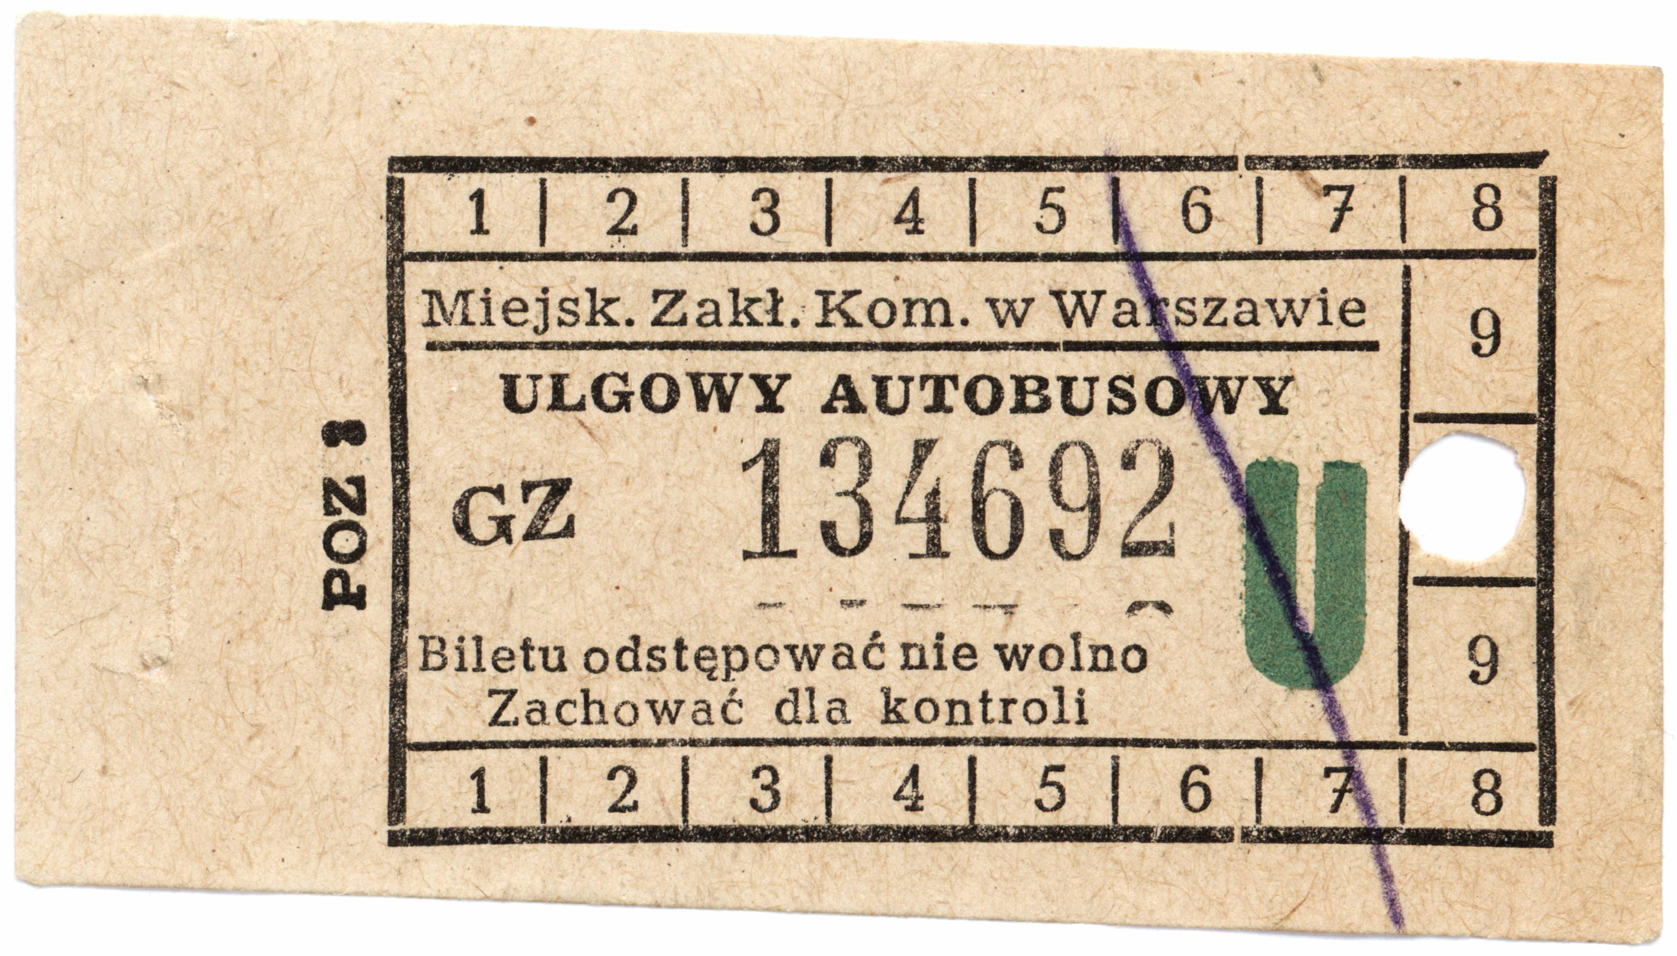 POZ 8
1 | 2 | 3 | 4 | 5 | 6 | 7 | 8
Miejsk. Zakł. Kom. w Warszawie
9
ULGOWY AUTOBUSOWY
GZ 134692 U
Biletu odstępować nie wolno
9
Zachować dla kontroli
1 | 2 | 3 | 4 | 5 | 6 | 7 | 8